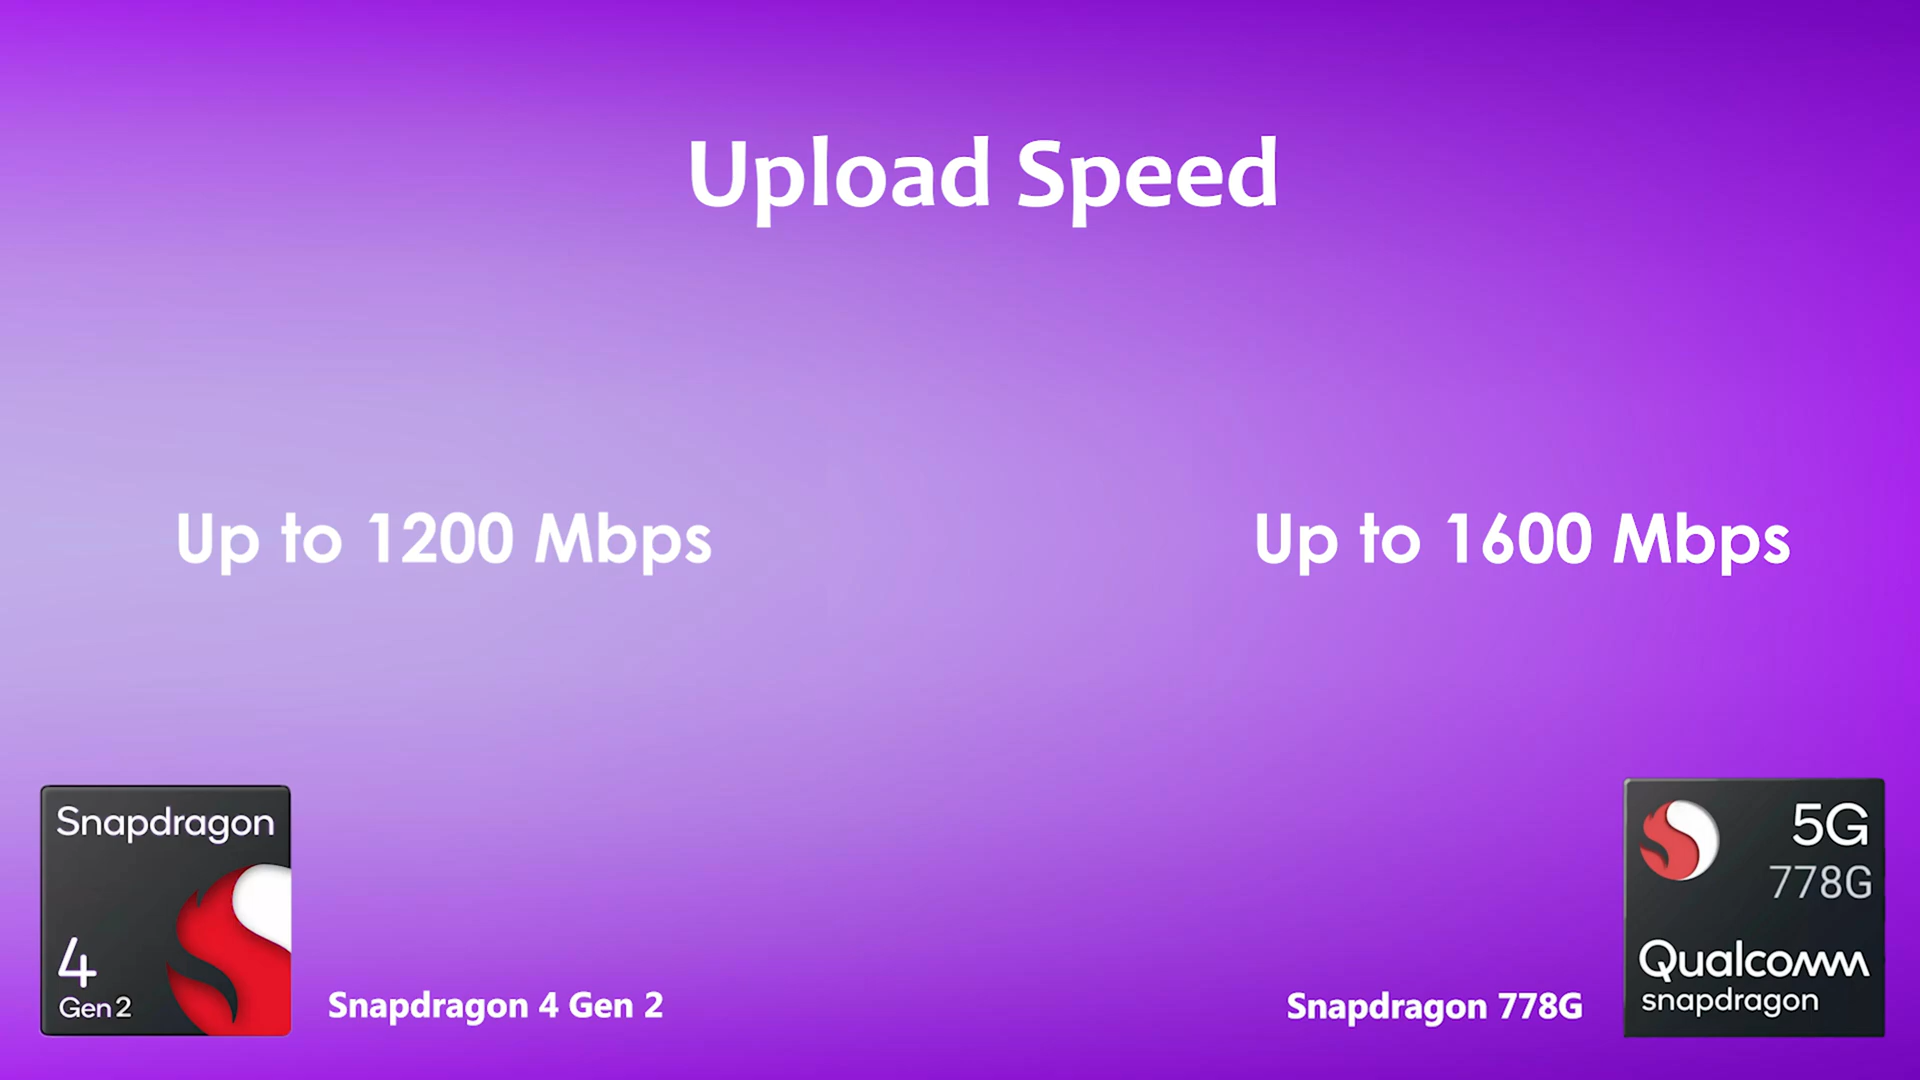 Upload Speed
Up to 1200 Mbps
Up to 1600 Mbps
Snapdragon
4
Gen 2
Snapdragon 4 Gen 2
Snapdragon 778G
5G
778G
Qualcomm
snapdragon